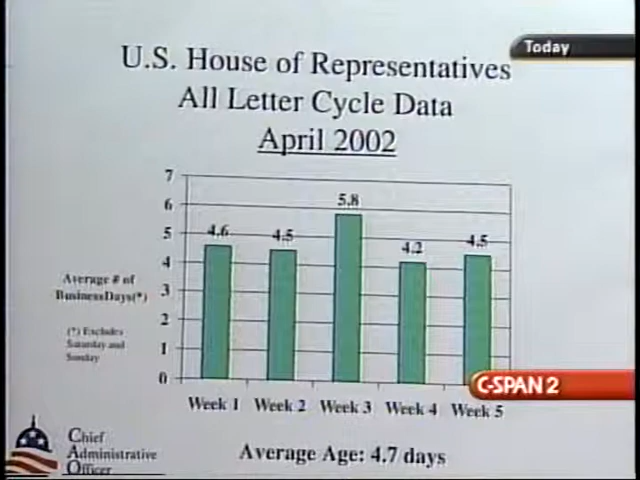 Today
U.S. House of Representatives
All Letter Cycle Data
April 2002
7
6
5
4
3
2
1
0
4.6
4.5
5.8
4.2
4.5
Average # of
BusinessDays(*)
(*) Excludes
Saturday and
Sunday
Week 1 Week 2 Week 3 Week 4 Week 5
C-SPAN 2
Chief
Administrative
Officer
Average Age: 4.7 days